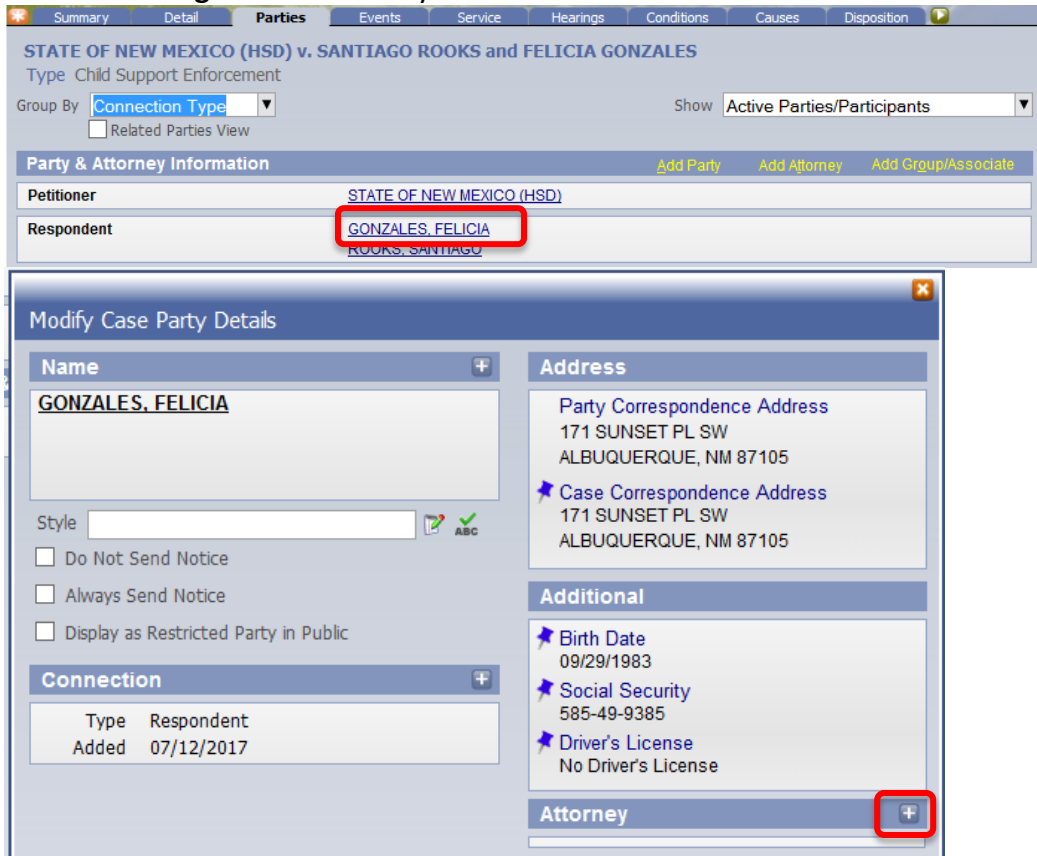 Summary Detail Parties Events Service Hearings Conditions Causes Disposition
STATE OF NEW MEXICO (HSD) v. SANTIAGO ROOKS and FELICIA GONZALES
Type Child Support Enforcement
Group By Connection Type Show Active Parties/Participants
Related Parties View
Party & Attorney Information Add Party Add Attorney Add Group/Associate
Petitioner STATE OF NEW MEXICO (HSD)
Respondent GONZALES, FELICIA
ROOKS, SANTIAGO
Modify Case Party Details
Name
GONZALES, FELICIA
Style
ABC
Do Not Send Notice
Always Send Notice
Display as Restricted Party in Public
Connection
Type Respondent
Added 07/12/2017
Address
Party Correspondence Address
171 SUNSET PL SW
ALBUQUERQUE, NM 87105
Case Correspondence Address
171 SUNSET PL SW
ALBUQUERQUE, NM 87105
Additional
Birth Date
09/29/1983
Social Security
585-49-9385
Driver's License
No Driver's License
Attorney